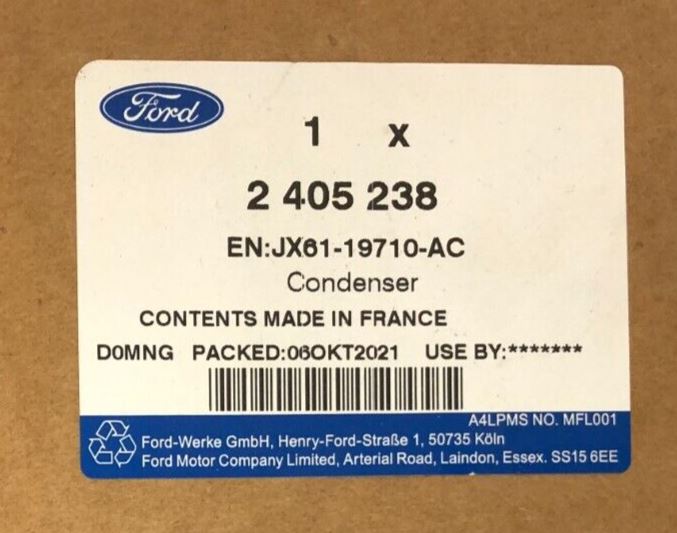 Ford
1 x
2 405 238
EN:JX61-19710-AC
Condenser
CONTENTS MADE IN FRANCE
D0MNG PACKED:06OKT2021 USE BY:*******
A4LPMS NO. MFL001
Ford-Werke GmbH, Henry-Ford-Straße 1, 50735 Köln
Ford Motor Company Limited, Arterial Road, Laindon, Essex. SS15 6EE